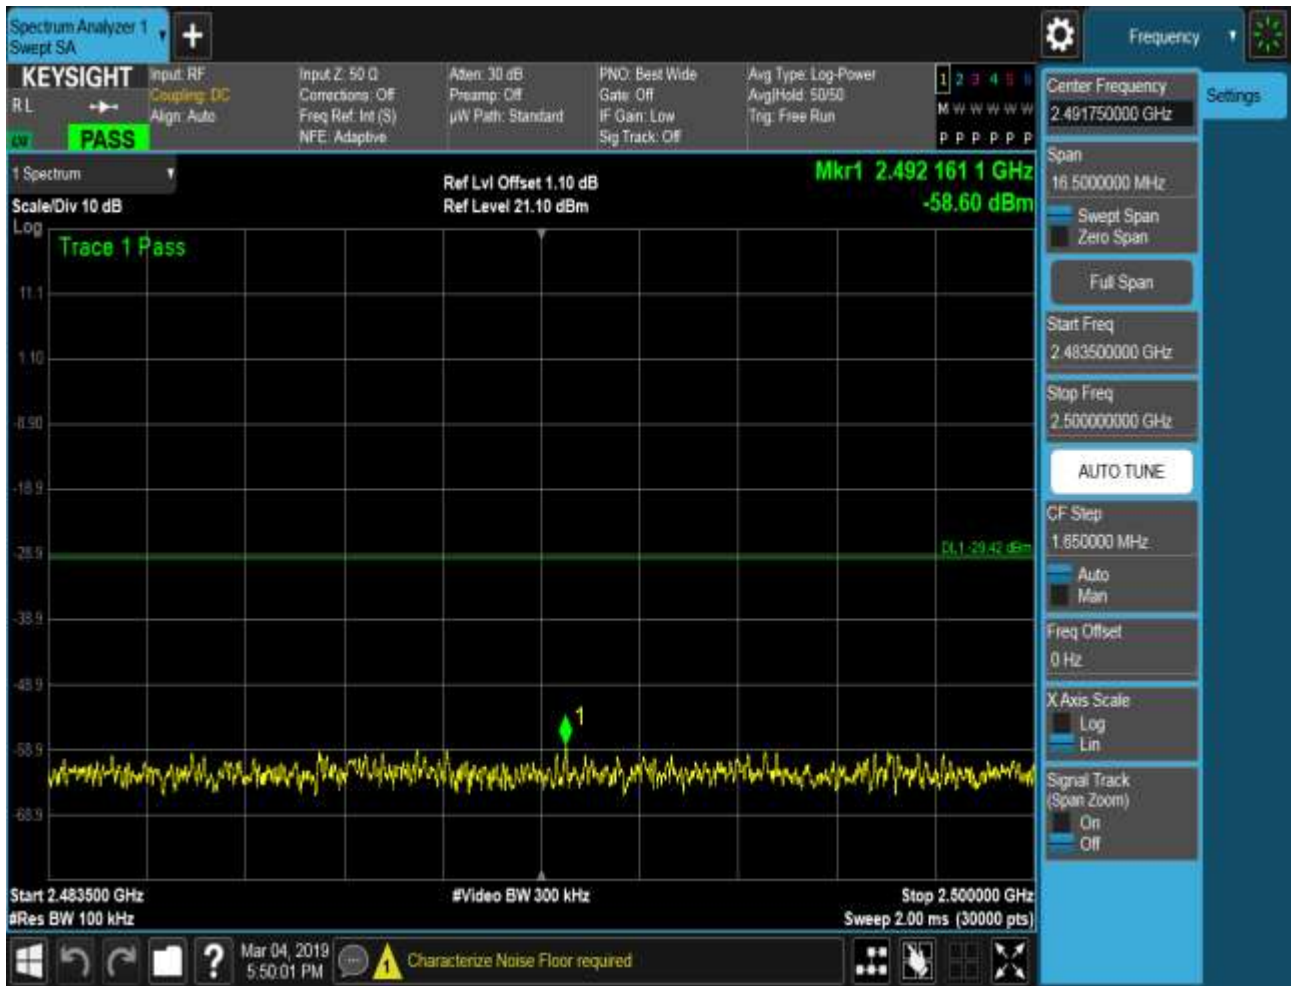 Spectrum Analyzer 1
Swept SA
Frequency
KEYSIGHT
R L
PASS
Input: RF
Coupling: DC
Align: Auto
Input Z: 50 Ω
Corrections: Off
Freq Ref: Int (S)
NFE: Adaptive
Atten: 30 dB
Preamp: Off
µW Path: Standard
PNO: Best Wide
Gate: Off
IF Gain: Low
Sig Track: Off
Avg Type: Log-Power
Avg|Hold: 50/50
Trig: Free Run
1 2 3 4 5 6
M W W W W W
P P P P P P
1 Spectrum
Scale/Div 10 dB
Log
Ref Lvl Offset 1.10 dB
Ref Level 21.10 dBm
Mkr1 2.492 161 1 GHz
-58.60 dBm
Trace 1 Pass
11.1
1.10
-8.90
-18.9
-28.9
DL1 -29.42 dBm
-38.9
-48.9
1
-58.9
-68.9
Start 2.483500 GHz
#Video BW 300 kHz
Stop 2.500000 GHz
#Res BW 100 kHz
Sweep 2.00 ms (30000 pts)
Center Frequency
2.491750000 GHz
Settings
Span
16.5000000 MHz
Swept Span
Zero Span
Full Span
Start Freq
2.483500000 GHz
Stop Freq
2.500000000 GHz
AUTO TUNE
CF Step
1.650000 MHz
Auto
Man
Freq Offset
0 Hz
X Axis Scale
Log
Lin
Signal Track
(Span Zoom)
On
Off
?
Mar 04, 2019
5:50:01 PM
1
Characterize Noise Floor required